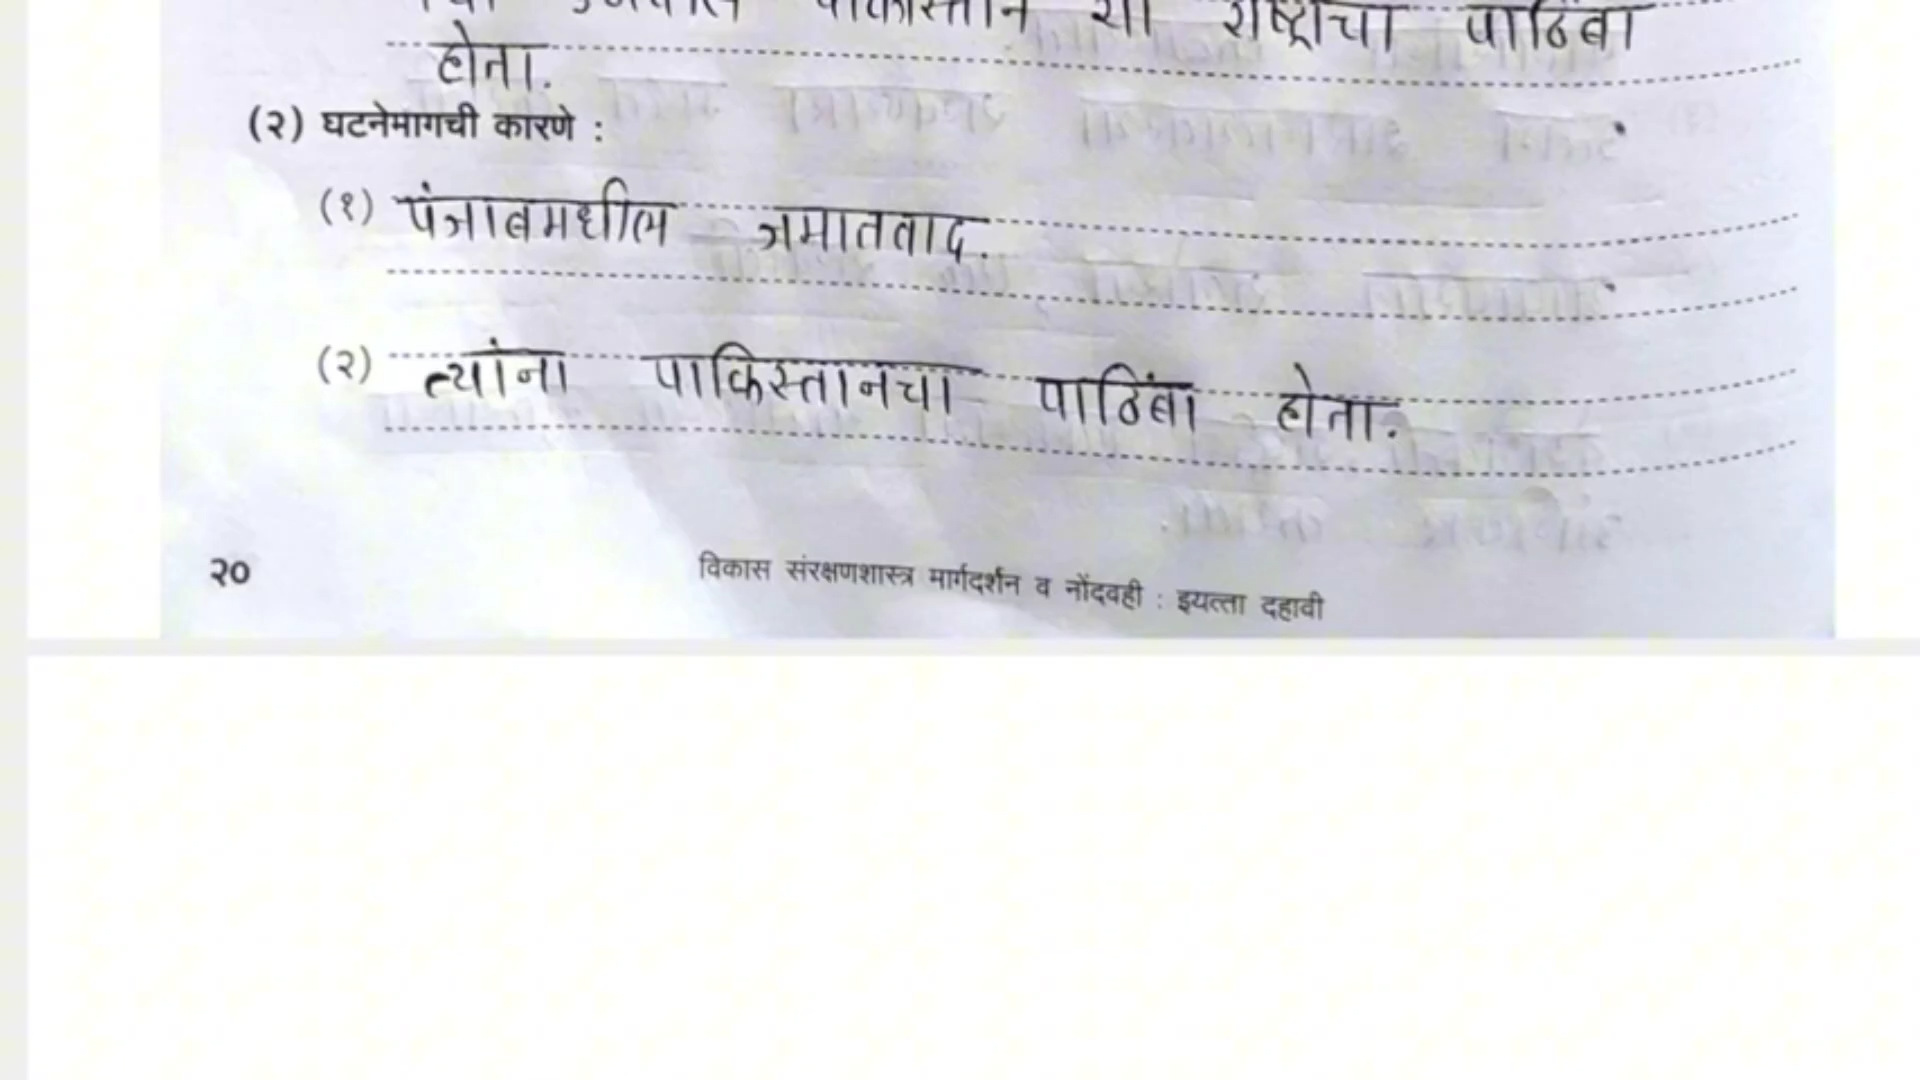 पाकिस्तान या राष्ट्राचा पाठिंबा
होता.
(२) घटनेमागची कारणे :
(१) पंजाबमधील जमातवाद.
(२) त्यांना पाकिस्तानचा पाठिंबा होता.
२०
विकास संरक्षणशास्त्र मार्गदर्शन व नोंदवही : इयत्ता दहावी